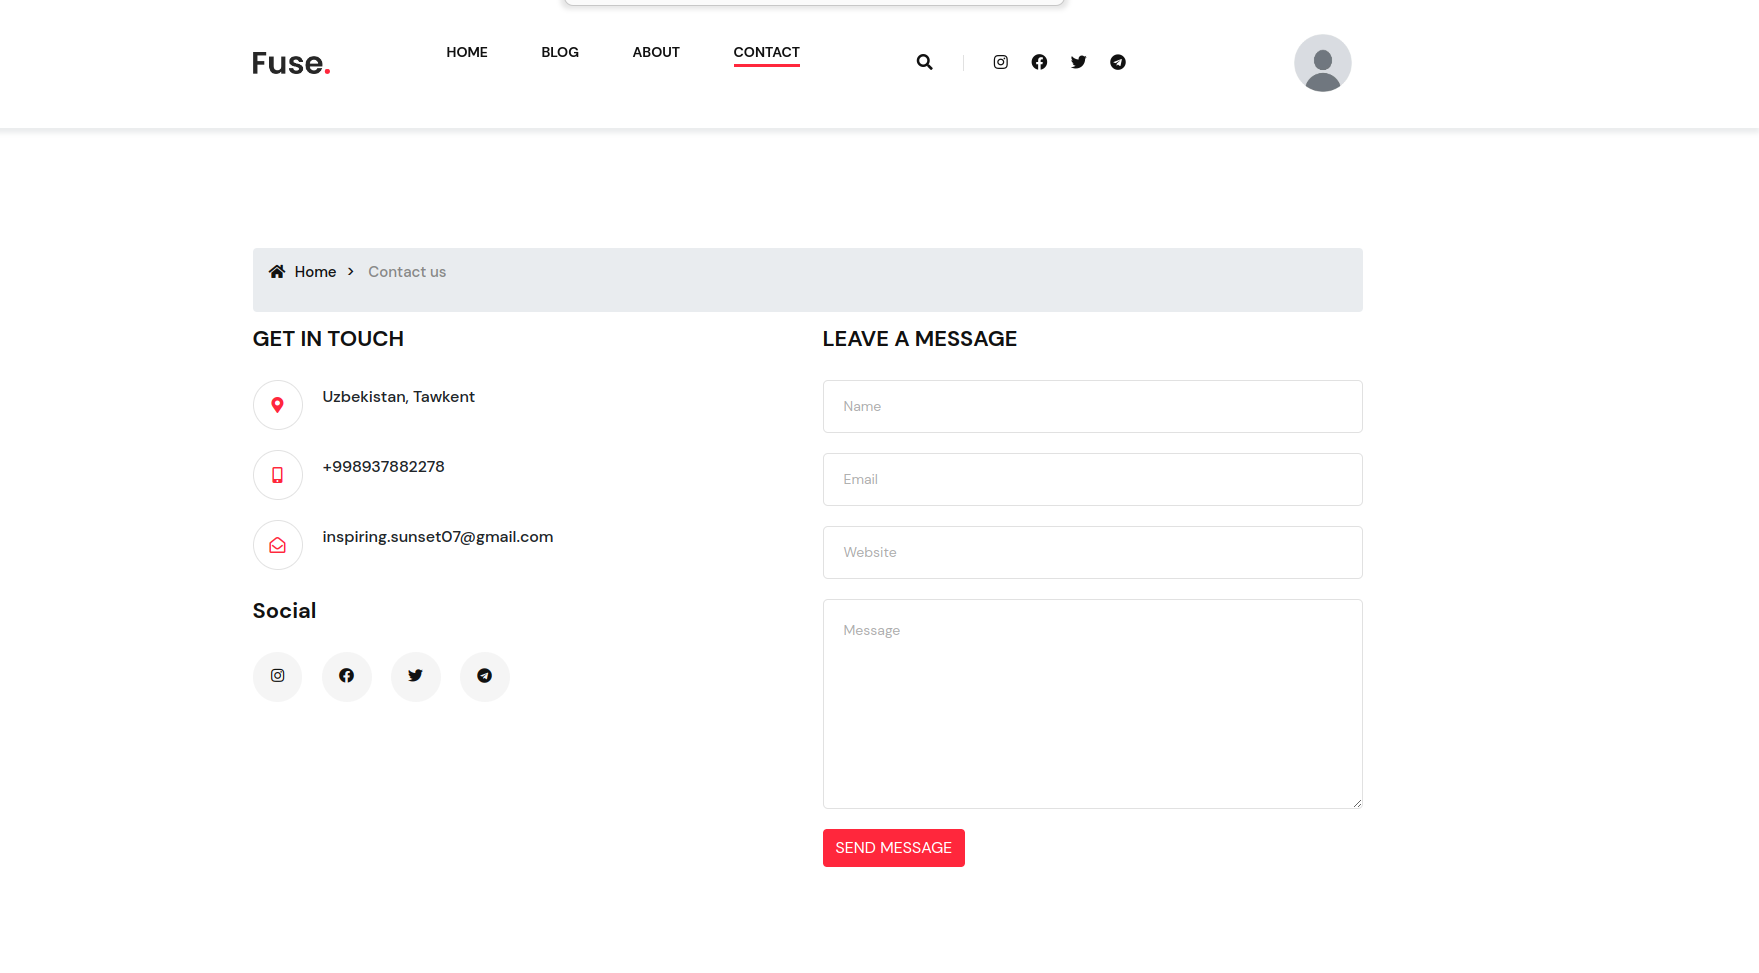 Fuse.
HOME BLOG ABOUT CONTACT
Home > Contact us
GET IN TOUCH
Uzbekistan, Tawkent
+998937882278
inspiring.sunset07@gmail.com
Social
LEAVE A MESSAGE
Name
Email
Website
Message
SEND MESSAGE